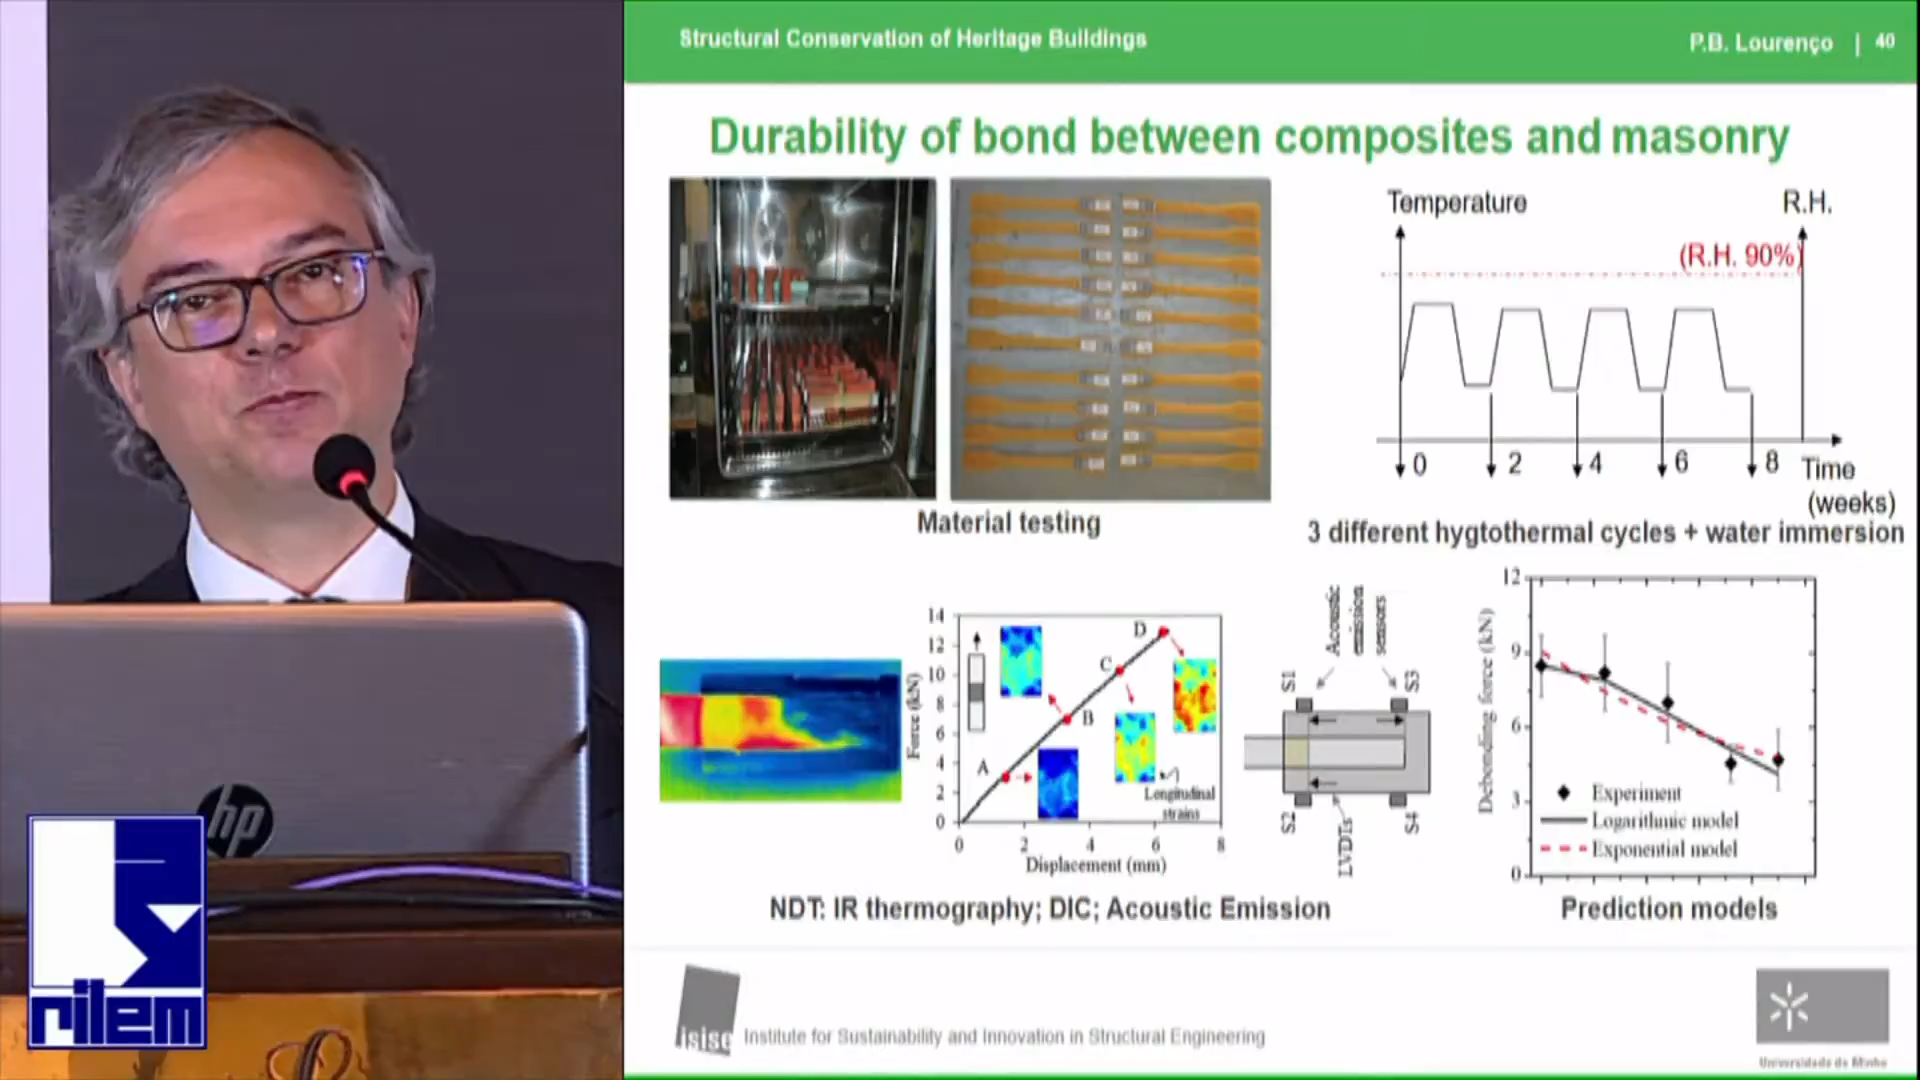 Structural Conservation of Heritage Buildings
P.B. Lourenço | 40
Durability of bond between composites and masonry
Temperature
R.H.
(R.H. 90%)
0 2 4 6 8 Time
(weeks)
Material testing
3 different hygtothermal cycles + water immersion
14
12
10
8
6
4
2
0
Force (kN)
A
B
C
D
Longitudinal
strains
0 2 4 6 8
Displacement (mm)
Acoustic
emission
sensors
S1
S3
S2
S4
LVDTs
12
9
6
3
0
Debonding force (kN)
Experiment
Logarithmic model
Exponential model
NDT: IR thermography; DIC; Acoustic Emission
Prediction models
hp
rilem
isise
Institute for Sustainability and Innovation in Structural Engineering
Universidade do Minho